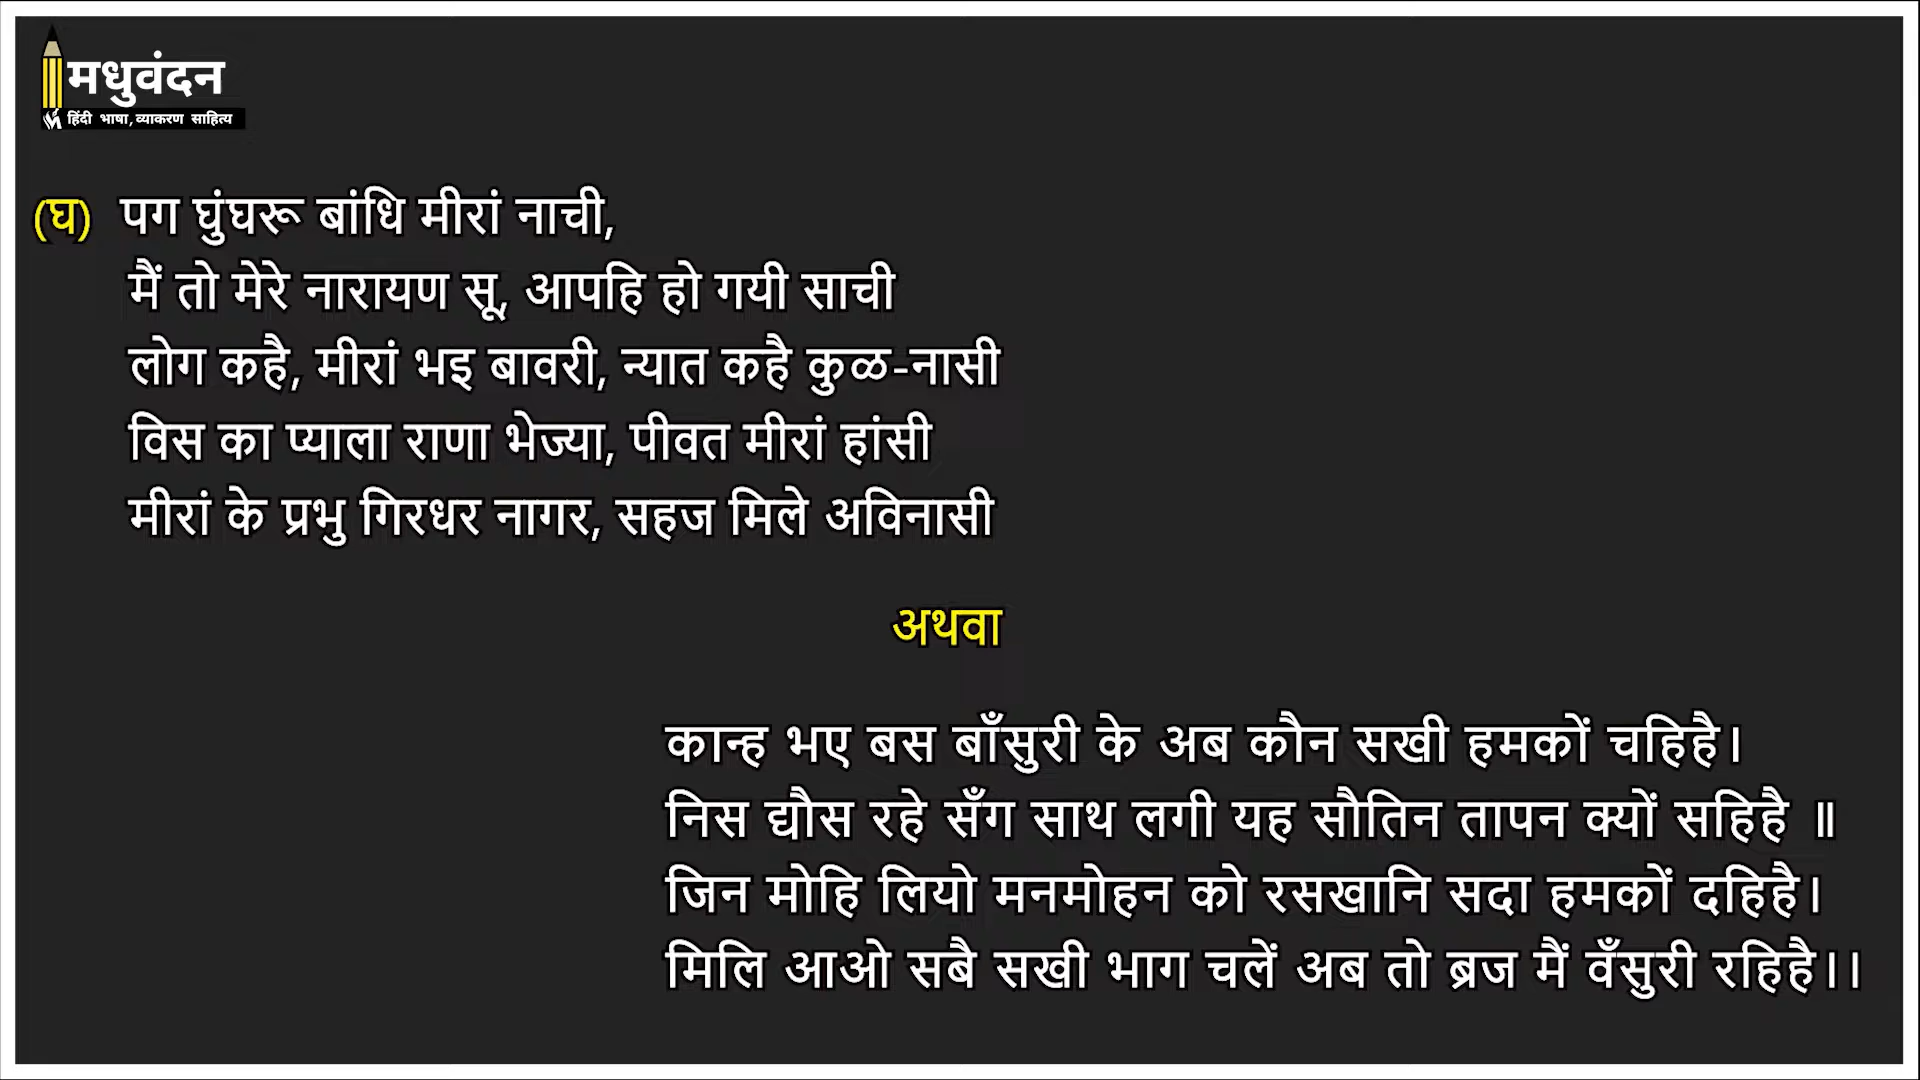 मधुवंदन
हिंदी भाषा,व्याकरण साहित्य
(घ) पग घुंघरू बांधि मीरां नाची,
मैं तो मेरे नारायण सू, आपहि हो गयी साची
लोग कहै, मीरां भइ बावरी, न्यात कहै कुळ-नासी
विस का प्याला राणा भेज्या, पीवत मीरां हांसी
मीरां के प्रभु गिरधर नागर, सहज मिले अविनासी
अथवा
कान्ह भए बस बाँसुरी के अब कौन सखी हमकों चहिहै।
निस द्यौस रहे सँग साथ लगी यह सौतिन तापन क्यों सहिहै ॥
जिन मोहि लियो मनमोहन को रसखानि सदा हमकों दहिहै।
मिलि आओ सबै सखी भाग चलें अब तो ब्रज मैं वँसुरी रहिहै।।